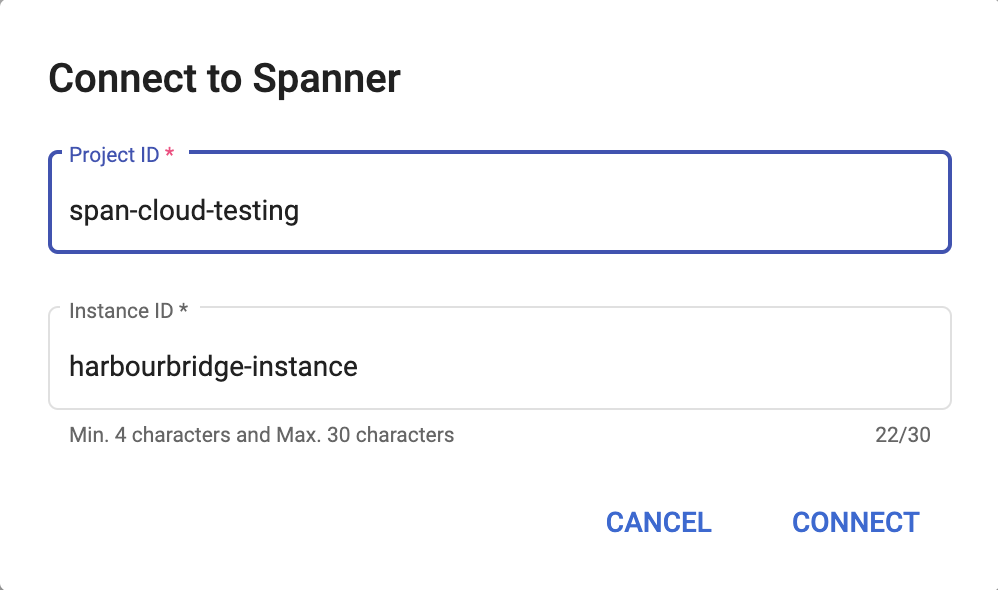 Connect to Spanner
Project ID *
span-cloud-testing
Instance ID *
harbourbridge-instance
Min. 4 characters and Max. 30 characters 22/30
CANCEL CONNECT